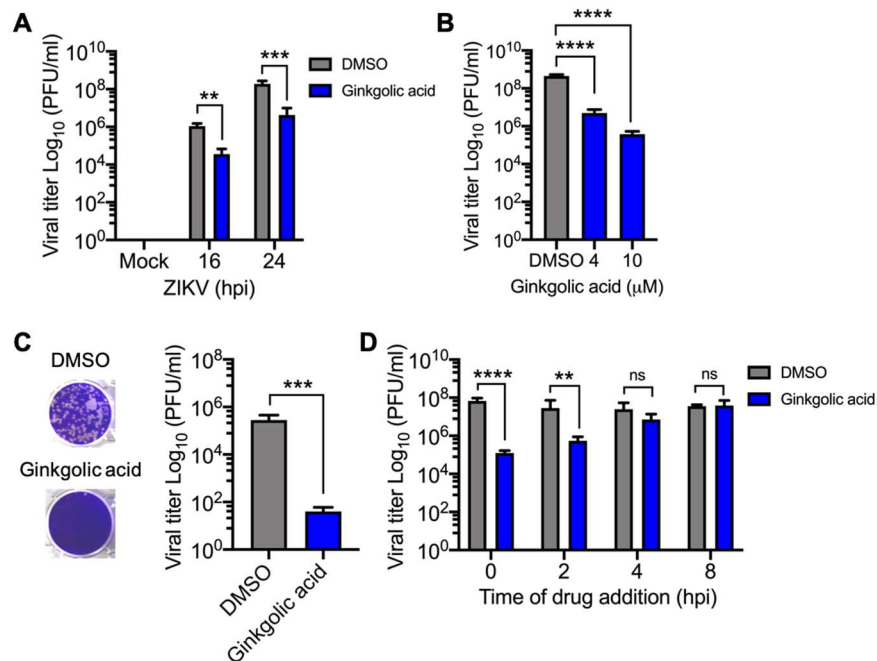 A
Viral titer Log10 (PFU/ml)
10^10
10^8
10^6
10^4
10^2
10^0
**
***
DMSO
Ginkgolic acid
Mock 16 24
ZIKV (hpi)
B
Viral titer Log10 (PFU/ml)
10^10
10^8
10^6
10^4
10^2
10^0
****
****
DMSO 4 10
Ginkgolic acid (μM)
C
DMSO
Ginkgolic acid
Viral titer Log10 (PFU/ml)
10^8
10^6
10^4
10^2
10^0
***
DMSO
Ginkgolic acid
D
Viral titer Log10 (PFU/ml)
10^10
10^8
10^6
10^4
10^2
10^0
**** ** ns ns
DMSO
Ginkgolic acid
0 2 4 8
Time of drug addition (hpi)